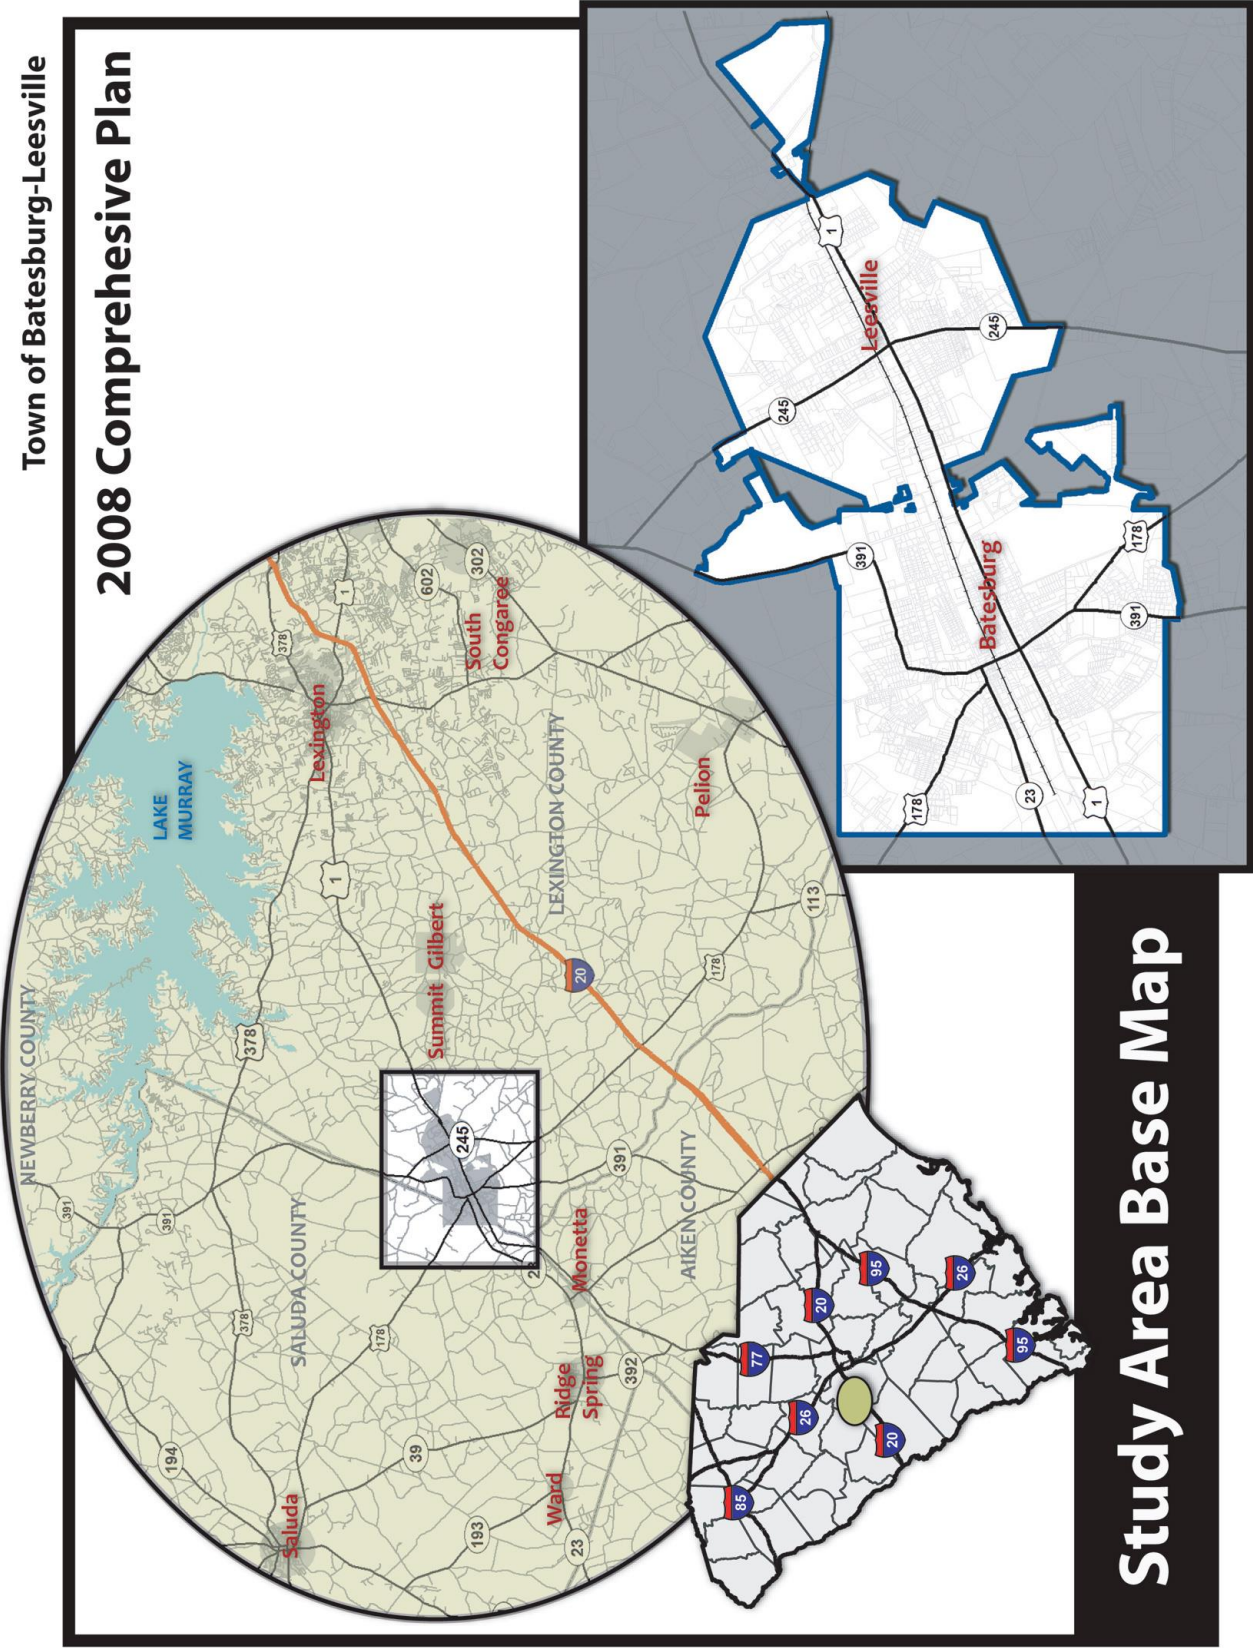 Town of Batesburg-Leesville
2008 Comprehesive Plan
NEWBERRY COUNTY
LAKE
MURRAY
391
391
378
378
378
1
1
Lexington
602
302
South
Congaree
SALUDA COUNTY
194
Saluda
178
39
193
Summit
Gilbert
245
LEXINGTON COUNTY
20
Pelion
178
113
391
AIKEN COUNTY
Monetta
Ridge
Spring
392
Ward
23
85
26
77
20
95
26
95
20
1
Leesville
245
245
391
Batesburg
178
391
178
23
1
Study Area Base Map